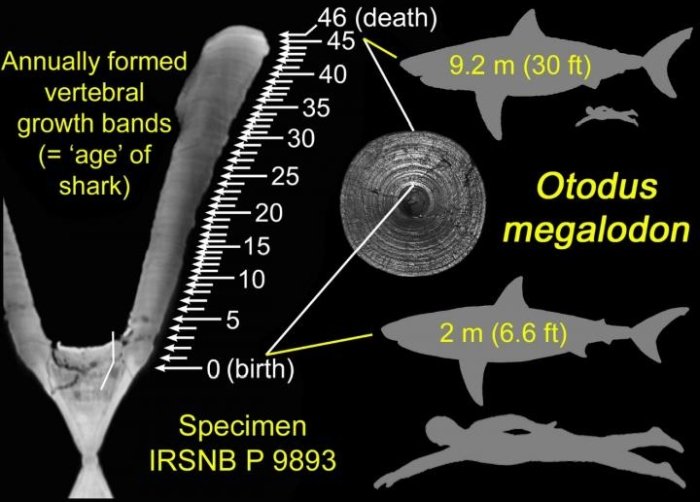 Annually formed
vertebral
growth bands
(= ‘age’ of
shark)
46 (death)
45
40
35
30
25
20
15
10
5
0 (birth)
9.2 m (30 ft)
Otodus
megalodon
2 m (6.6 ft)
Specimen
IRSNB P 9893